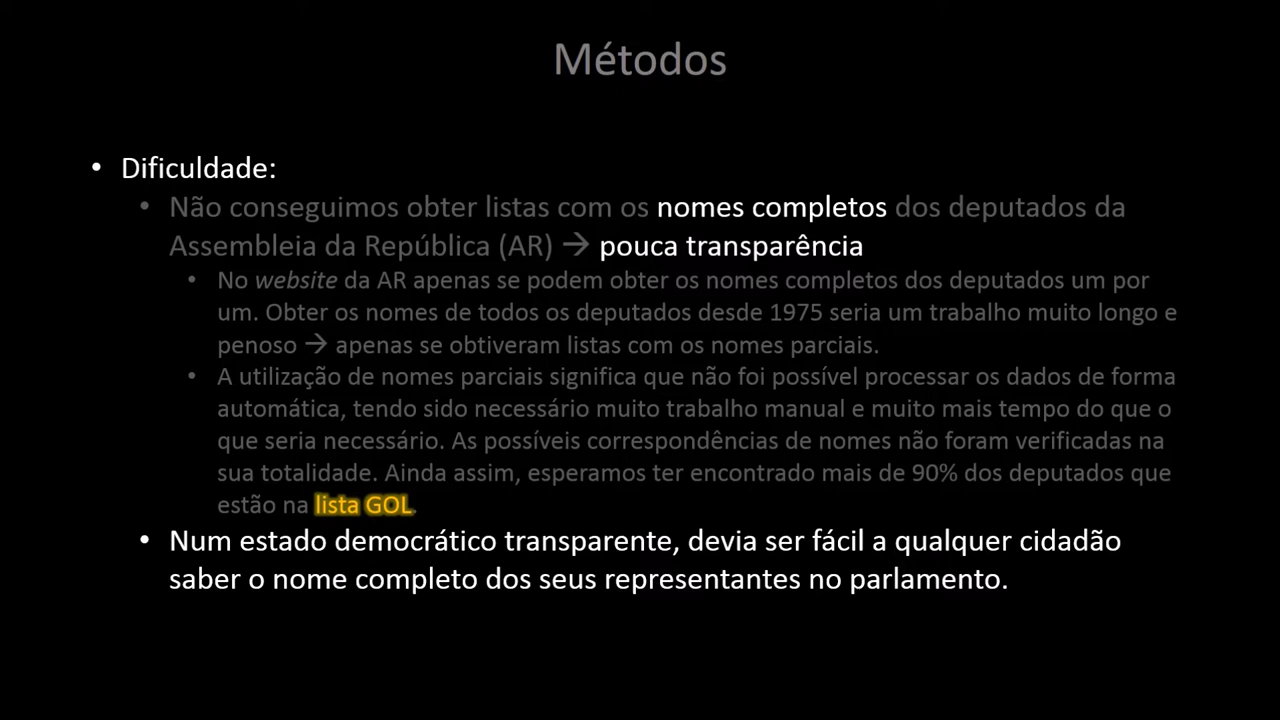 Métodos
• Dificuldade:
• Não conseguimos obter listas com os nomes completos dos deputados da
Assembleia da República (AR) → pouca transparência
• No website da AR apenas se podem obter os nomes completos dos deputados um por
um. Obter os nomes de todos os deputados desde 1975 seria um trabalho muito longo e
penoso → apenas se obtiveram listas com os nomes parciais.
• A utilização de nomes parciais significa que não foi possível processar os dados de forma
automática, tendo sido necessário muito trabalho manual e muito mais tempo do que o
que seria necessário. As possíveis correspondências de nomes não foram verificadas na
sua totalidade. Ainda assim, esperamos ter encontrado mais de 90% dos deputados que
estão na lista GOL.
• Num estado democrático transparente, devia ser fácil a qualquer cidadão
saber o nome completo dos seus representantes no parlamento.